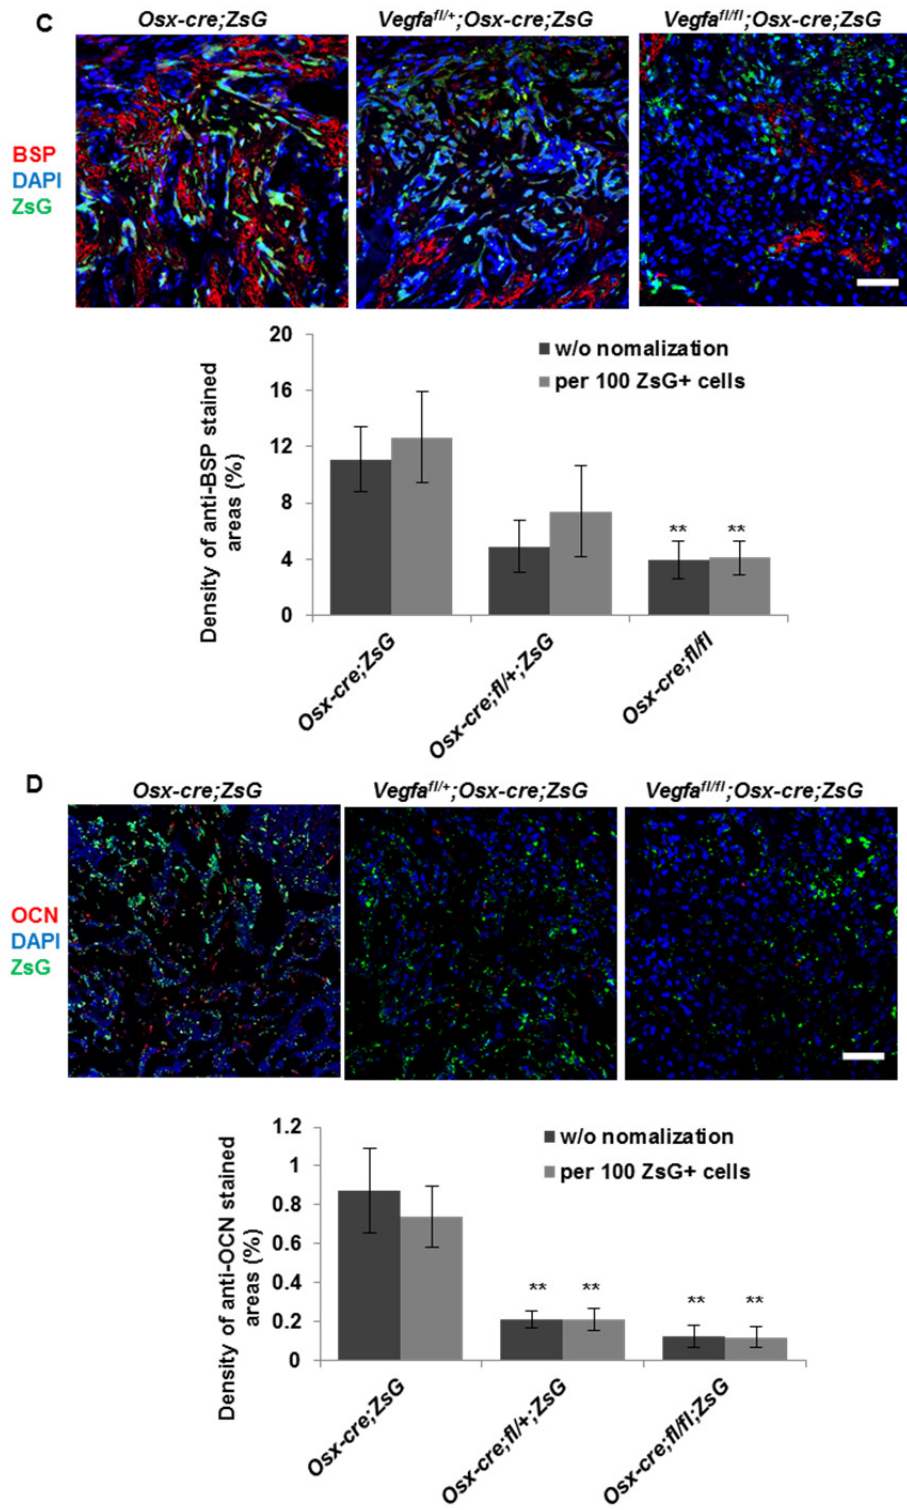 C
Osx-cre;ZsG
Vegfafl/+;Osx-cre;ZsG
Vegfafl/fl;Osx-cre;ZsG
BSP
DAPI
ZsG
20
16
12
8
4
0
Density of anti-BSP stained
areas (%)
w/o nomalization
per 100 ZsG+ cells
** **
Osx-cre;ZsG
Osx-cre;fl/+;ZsG
Osx-cre;fl/fl
D
Osx-cre;ZsG
Vegfafl/+;Osx-cre;ZsG
Vegfafl/fl;Osx-cre;ZsG
OCN
DAPI
ZsG
1.2
1
0.8
0.6
0.4
0.2
0
Density of anti-OCN stained
areas (%)
w/o nomalization
per 100 ZsG+ cells
** **
** **
Osx-cre;ZsG
Osx-cre;fl/+;ZsG
Osx-cre;fl/fl;ZsG